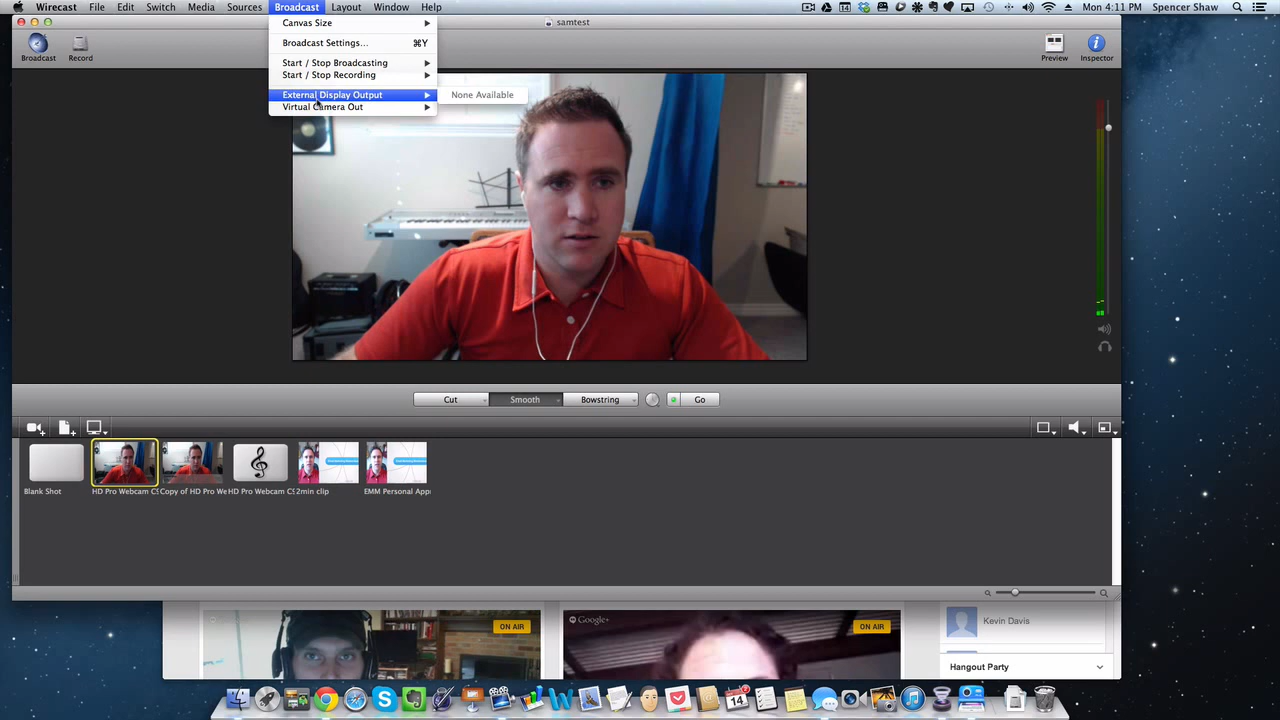 Wirecast File Edit Switch Media Sources Broadcast Layout Window Help Mon 4:11 PM Spencer Shaw
samtest
Canvas Size
Broadcast Settings... ⌘Y
Start / Stop Broadcasting
Start / Stop Recording
External Display Output
None Available
Virtual Camera Out
Broadcast
Record
Preview
Inspector
Cut
Smooth
Bowstring
Go
Blank Shot
HD Pro Webcam C
Copy of HD Pro We
HD Pro Webcam C
2min clip
EMM Personal App
Google+
ON AIR
ON AIR
Kevin Davis
Hangout Party
14